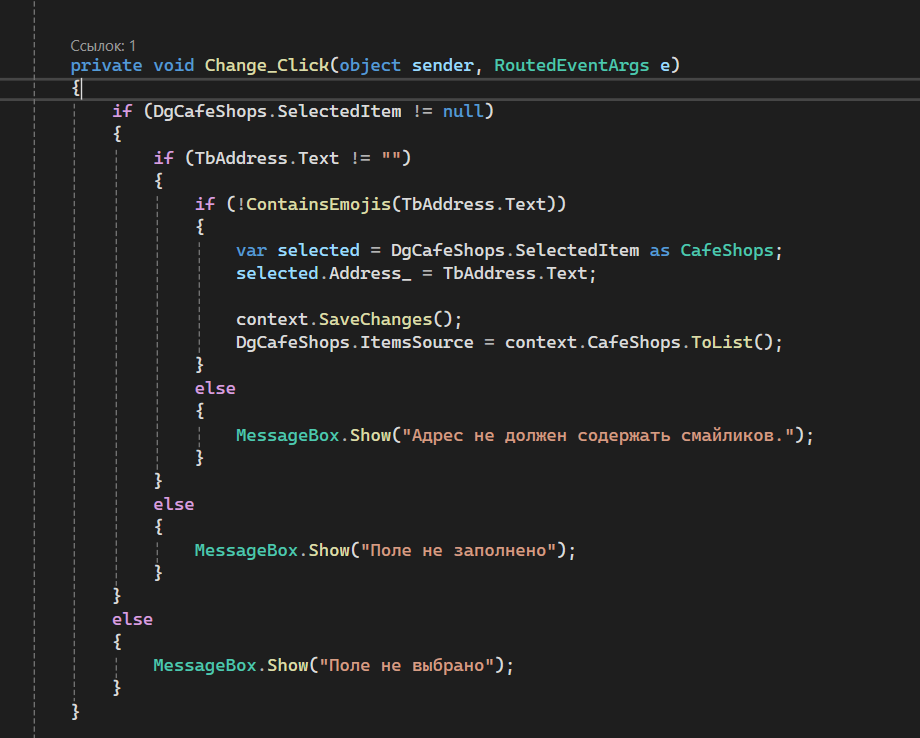 Ссылок: 1
private void Change_Click(object sender, RoutedEventArgs e)
{
if (DgCafeShops.SelectedItem != null)
{
if (TbAddress.Text != "")
{
if (!ContainsEmojis(TbAddress.Text))
{
var selected = DgCafeShops.SelectedItem as CafeShops;
selected.Address_ = TbAddress.Text;
context.SaveChanges();
DgCafeShops.ItemsSource = context.CafeShops.ToList();
}
else
{
MessageBox.Show("Адрес не должен содержать смайликов.");
}
}
else
{
MessageBox.Show("Поле не заполнено");
}
}
else
{
MessageBox.Show("Поле не выбрано");
}
}